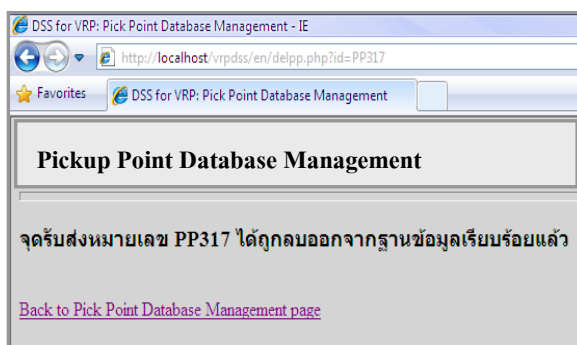 DSS for VRP: Pick Point Database Management - IE
http://localhost/vrpdss/en/delpp.php?id=PP317
Favorites DSS for VRP: Pick Point Database Management
Pickup Point Database Management
จุดรับส่งหมายเลข PP317 ได้ถูกลบออกจากฐานข้อมูลเรียบร้อยแล้ว
Back to Pick Point Database Management page